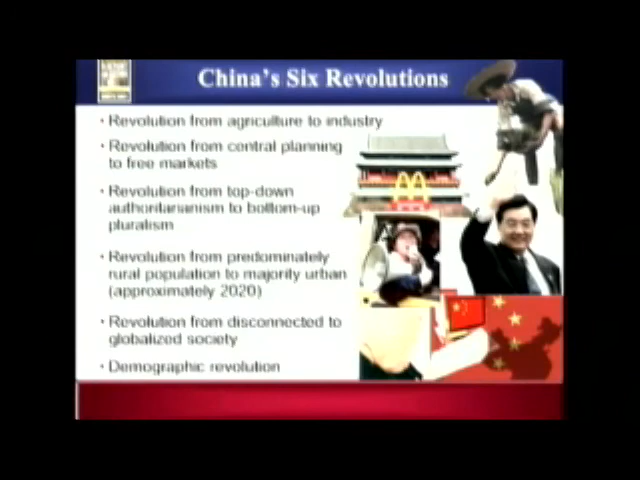 China's Six Revolutions
· Revolution from agriculture to industry
· Revolution from central planning
to free markets
· Revolution from top-down
authoritarianism to bottom-up
pluralism
· Revolution from predominately
rural population to majority urban
(approximately 2020)
· Revolution from disconnected to
globalized society
· Demographic revolution